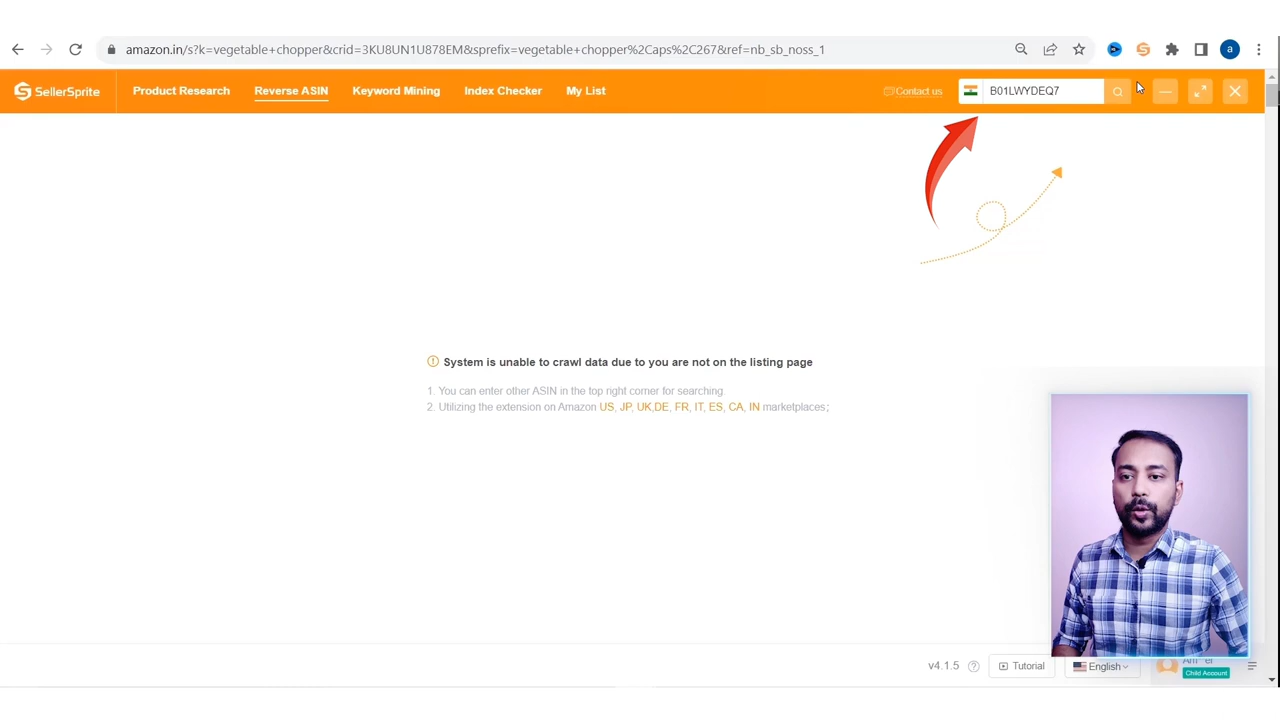 amazon.in/s?k=vegetable+chopper&crid=3KU8UN1U878EM&sprefix=vegetable+chopper%2Caps%2C267&ref=nb_sb_noss_1
a
SellerSprite Product Research Reverse ASIN Keyword Mining Index Checker My List Contact us B01LWYDEQ7
System is unable to crawl data due to you are not on the listing page
1. You can enter other ASIN in the top right corner for searching.
2. Utilizing the extension on Amazon US, JP, UK,DE, FR, IT, ES, CA, IN marketplaces;
v4.1.5 Tutorial English
Child Account